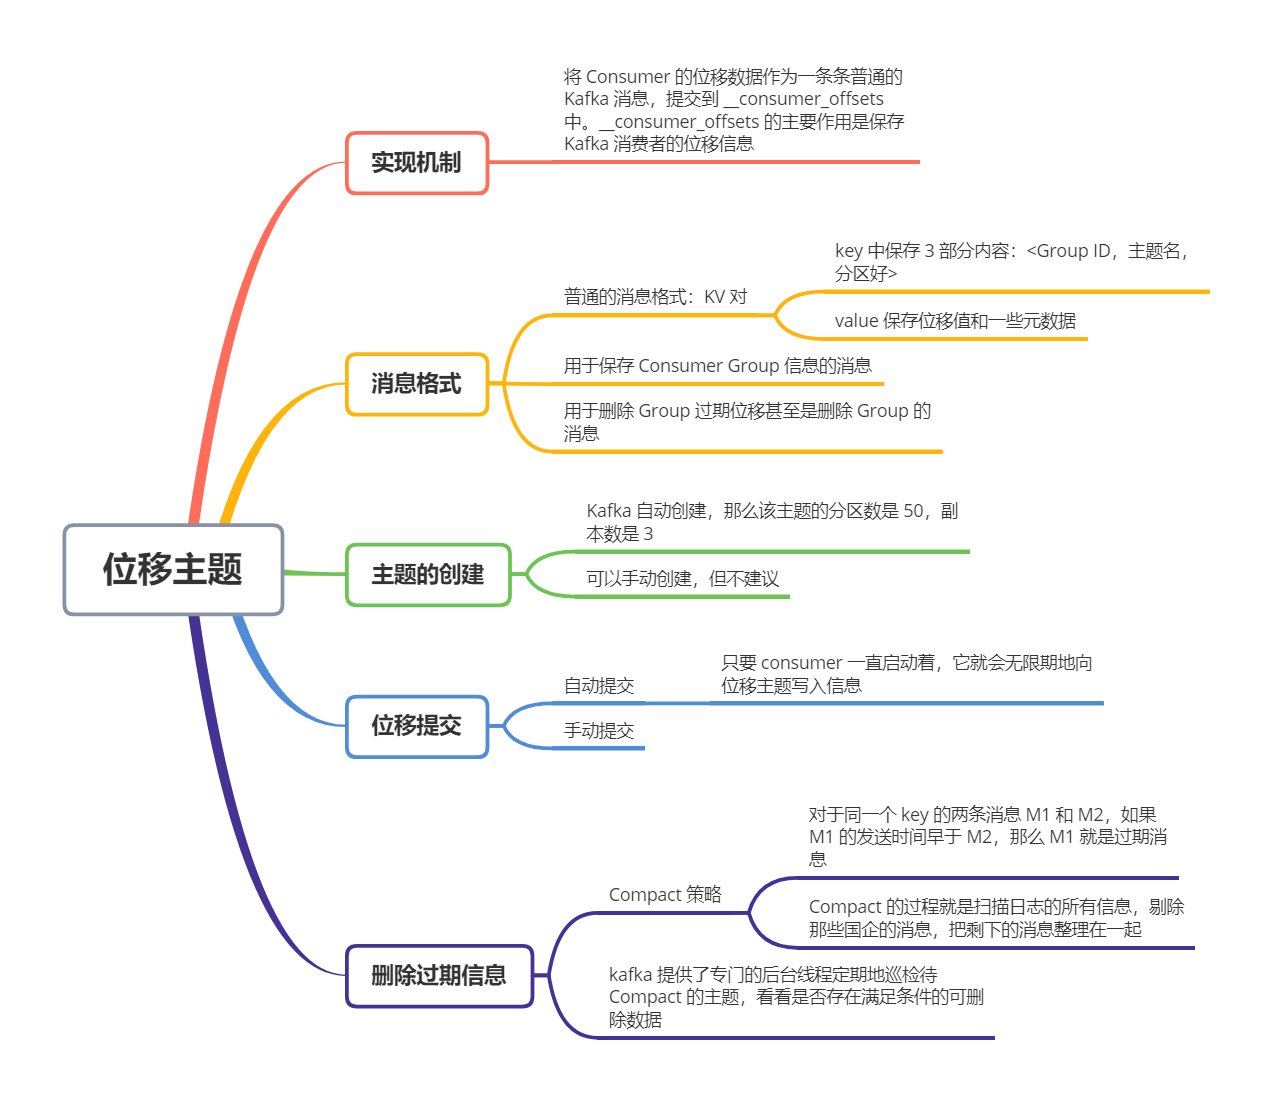 位移主题
实现机制
将 Consumer 的位移数据作为一条条普通的
Kafka 消息，提交到 __consumer_offsets
中。__consumer_offsets 的主要作用是保存
Kafka 消费者的位移信息
消息格式
普通的消息格式：KV 对
key 中保存 3 部分内容：<Group ID，主题名，
分区好>
value 保存位移值和一些元数据
用于保存 Consumer Group 信息的消息
用于删除 Group 过期位移甚至是删除 Group 的
消息
主题的创建
Kafka 自动创建，那么该主题的分区数是 50，副
本数是 3
可以手动创建，但不建议
位移提交
自动提交
只要 consumer 一直启动着，它就会无限期地向
位移主题写入信息
手动提交
删除过期信息
Compact 策略
对于同一个 key 的两条消息 M1 和 M2，如果
M1 的发送时间早于 M2，那么 M1 就是过期消
息
Compact 的过程就是扫描日志的所有信息，剔除
那些国企的消息，把剩下的消息整理在一起
kafka 提供了专门的后台线程定期地巡检待
Compact 的主题，看看是否存在满足条件的可删
除数据